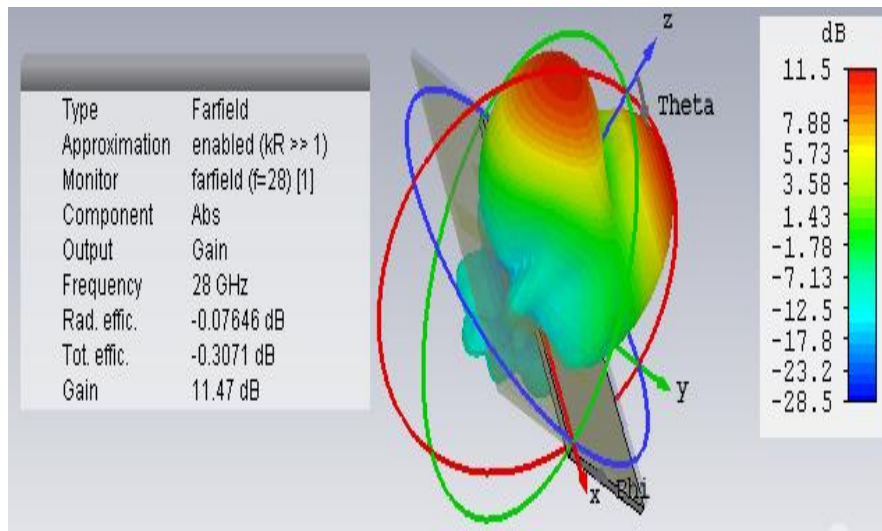 Type Farfield
Approximation enabled (kR >> 1)
Monitor farfield (f=28) [1]
Component Abs
Output Gain
Frequency 28 GHz
Rad. effic. -0.07646 dB
Tot. effic. -0.3071 dB
Gain 11.47 dB
z
Theta
y
x
Phi
dB
11.5
7.88
5.73
3.58
1.43
-1.78
-7.13
-12.5
-17.8
-23.2
-28.5